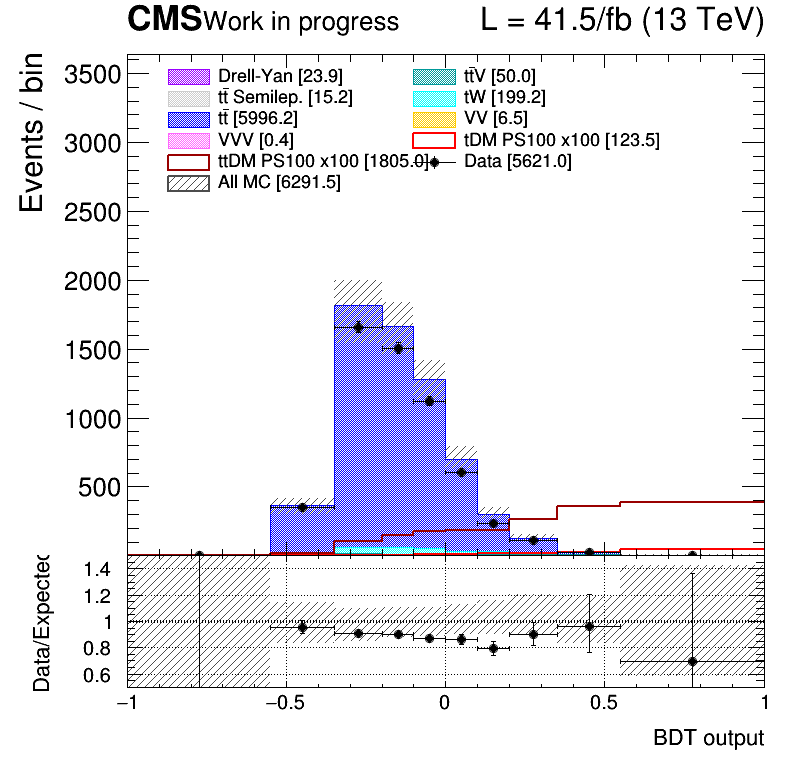 CMS Work in progress L = 41.5/fb (13 TeV)
Events / bin
3500
3000
2500
2000
1500
1000
500
Drell-Yan [23.9] tt̄V [50.0]
tt̄ Semilep. [15.2] tW [199.2]
tt̄ [5996.2] VV [6.5]
VVV [0.4] tDM PS100 x100 [123.5]
ttDM PS100 x100 [1805.0] Data [5621.0]
All MC [6291.5]
Data/Expected
1.4
1.2
1
0.8
0.6
−1 −0.5 0 0.5 1
BDT output